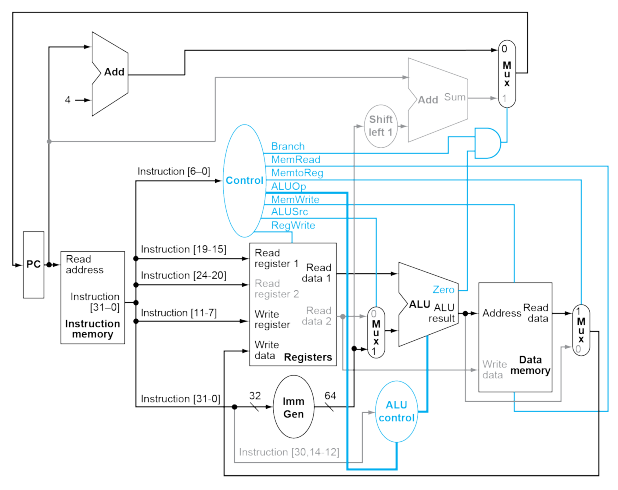 Add
4
0
M
u
x
1
Add Sum
Shift
left 1
Branch
MemRead
MemtoReg
ALUOp
MemWrite
ALUSrc
RegWrite
Control
Instruction [6–0]
Instruction [19-15]
Instruction [24-20]
Instruction [11-7]
Instruction [31-0]
PC
Read
address
Instruction
[31–0]
Instruction
memory
Read
register 1
Read
data 1
Read
register 2
Write
register
Read
data 2
Write
data
Registers
0
M
u
x
1
Zero
ALU
ALU
result
Address
Read
data
Write
data
Data
memory
1
M
u
x
0
32
Imm
Gen
64
ALU
control
Instruction [30,14-12]